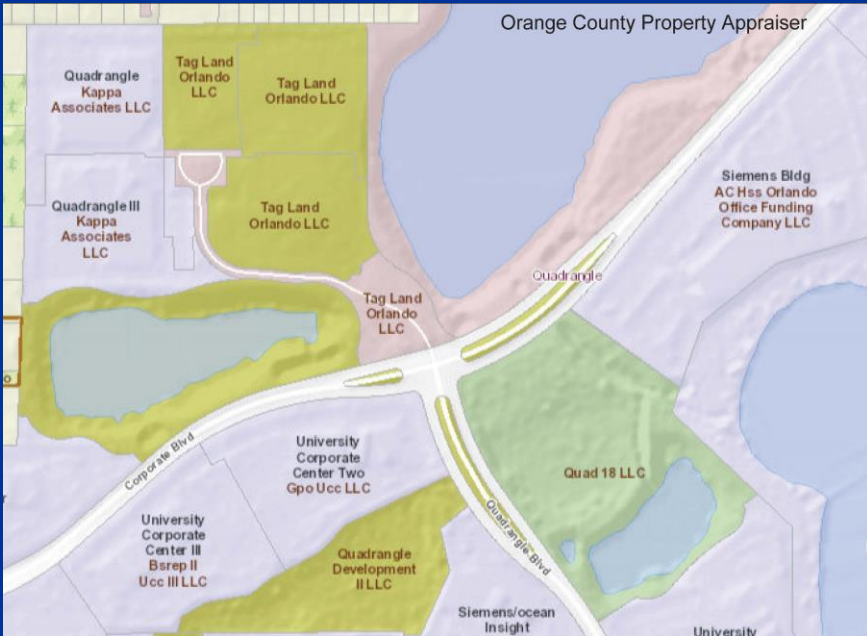 Orange County Property Appraiser
Quadrangle
Kappa
Associates LLC
Tag Land
Orlando
LLC
Tag Land
Orlando LLC
Quadrangle III
Kappa
Associates
LLC
Tag Land
Orlando LLC
Siemens Bldg
AC Hss Orlando
Office Funding
Company LLC
Quadrangle
Tag Land
Orlando
LLC
Corporate Blvd
University
Corporate
Center Two
Gpo Ucc LLC
Quad 18 LLC
University
Corporate
Center III
Bsrep II
Ucc III LLC
Quadrangle
Development
II LLC
Quadrangle Blvd
Siemens/ocean
Insight
University